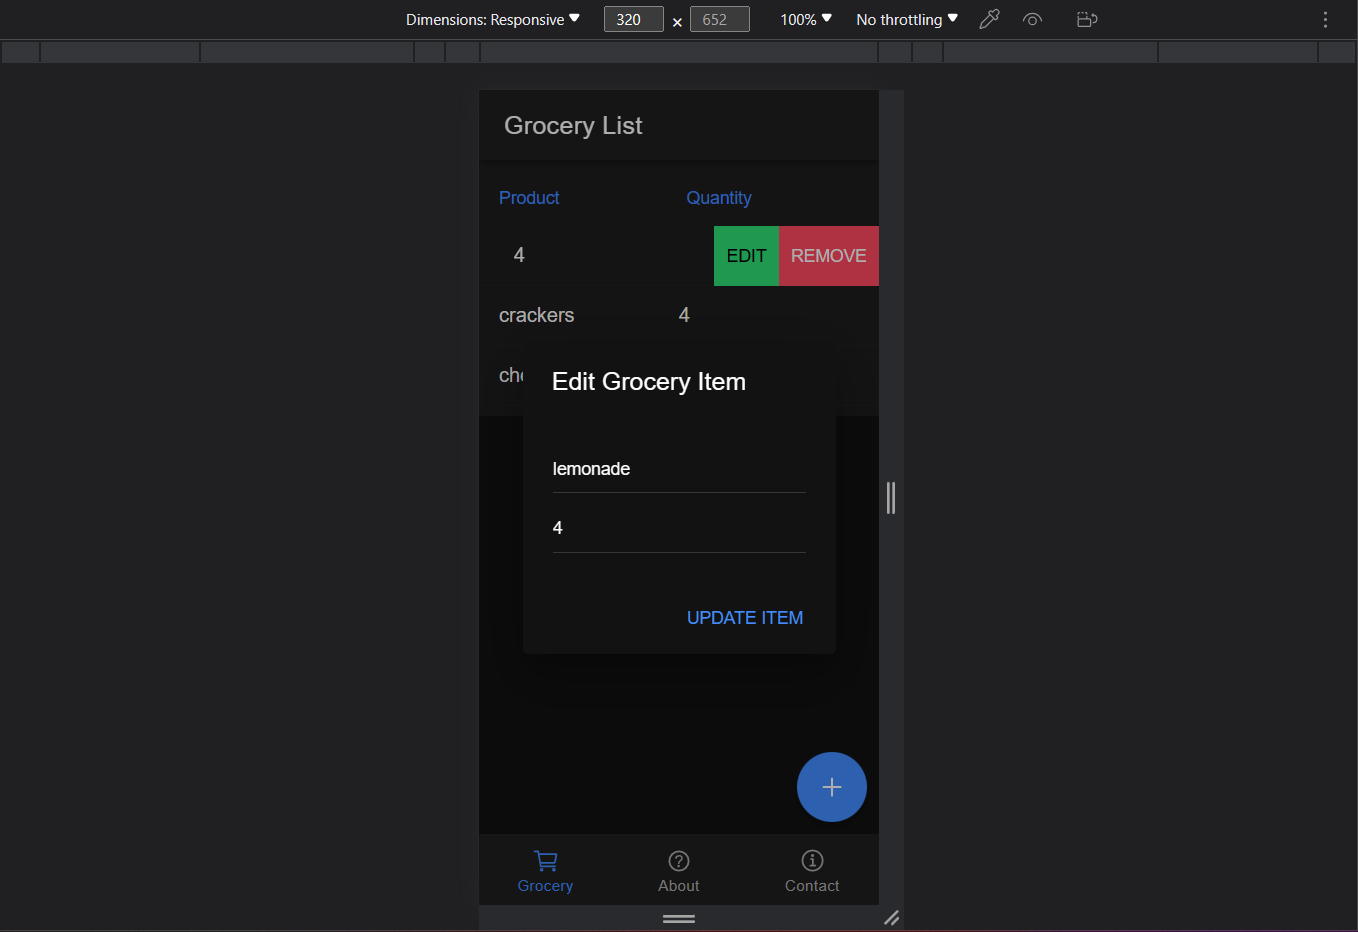 Dimensions: Responsive 320 × 652 100% No throttling
Grocery List
Product Quantity
4 EDIT REMOVE
crackers 4
Edit Grocery Item
lemonade
4
UPDATE ITEM
+
Grocery About Contact